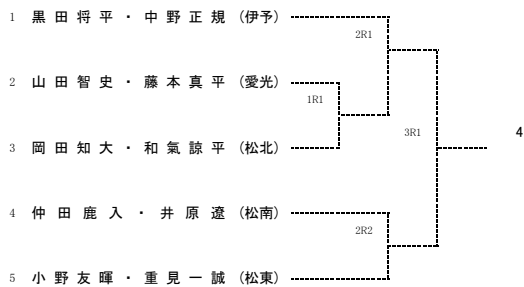 1 黒田将平・中野正規 (伊予)
2R1
2 山田智史・藤本真平 (愛光)
1R1
3R1
4
3 岡田知大・和氣諒平 (松北)
4 仲田鹿入・井原遼 (松南)
2R2
5 小野友暉・重見一誠 (松東)